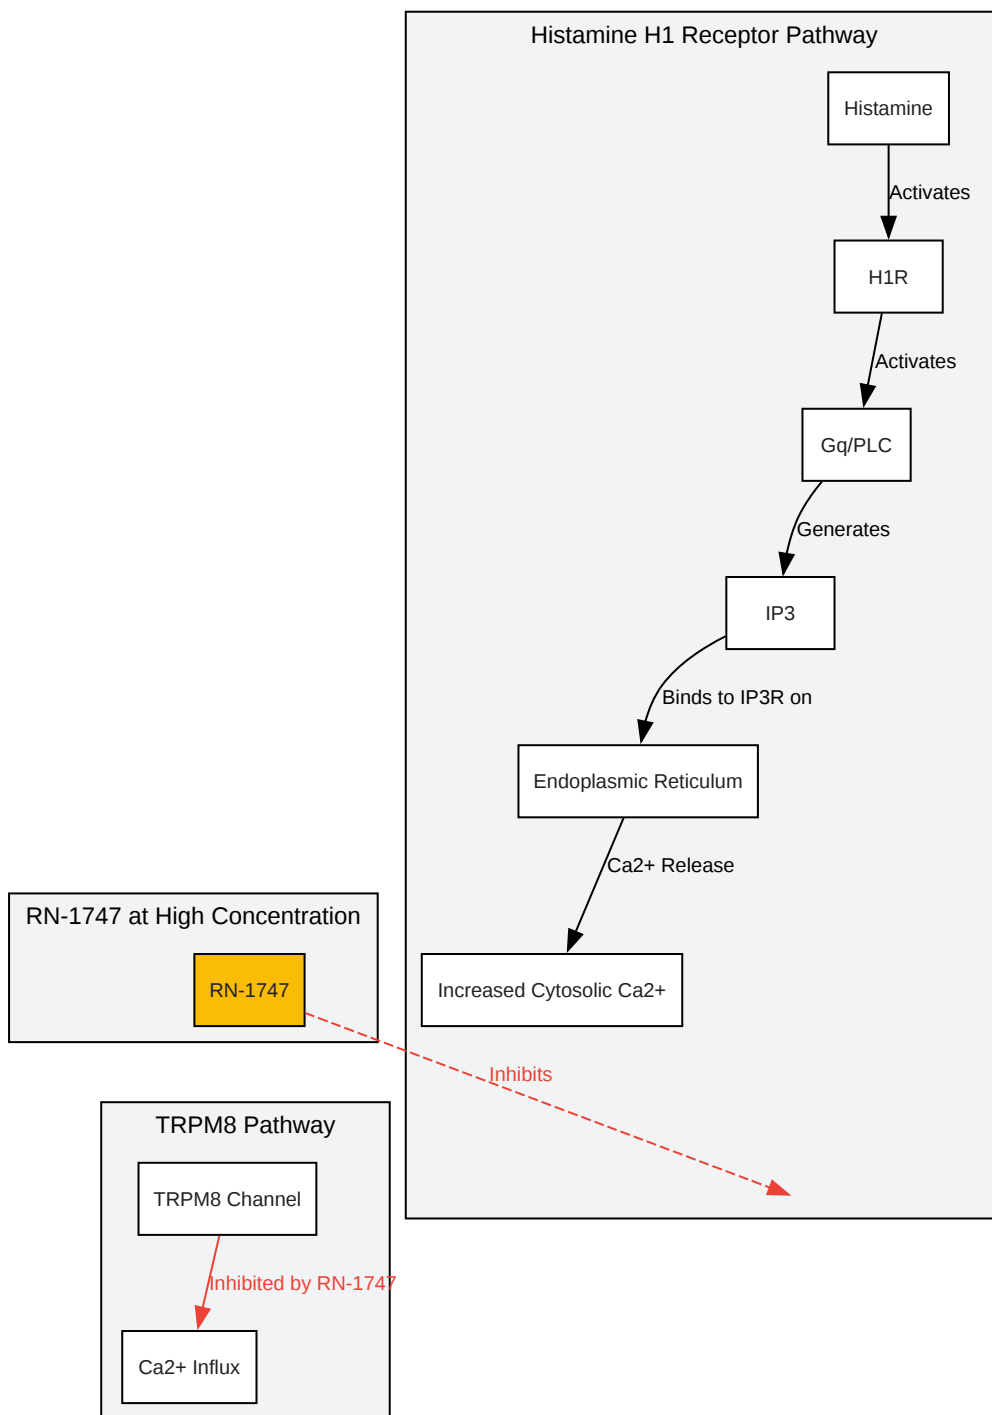 Histamine H1 Receptor Pathway
Histamine
Activates
H1R
Activates
Gq/PLC
Generates
IP3
Binds to IP3R on
Endoplasmic Reticulum
Ca2+ Release
Increased Cytosolic Ca2+
RN-1747 at High Concentration
RN-1747
Inhibits
TRPM8 Pathway
TRPM8 Channel
Inhibited by RN-1747
Ca2+ Influx